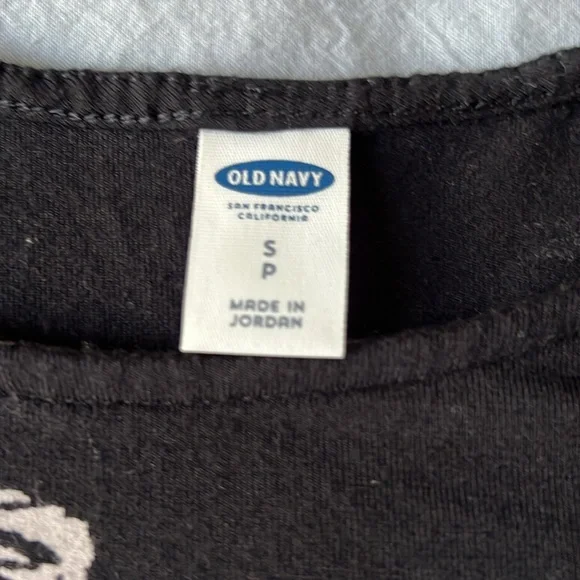 OLD NAVY
SAN FRANCISCO
CALIFORNIA
S
P
MADE IN
JORDAN